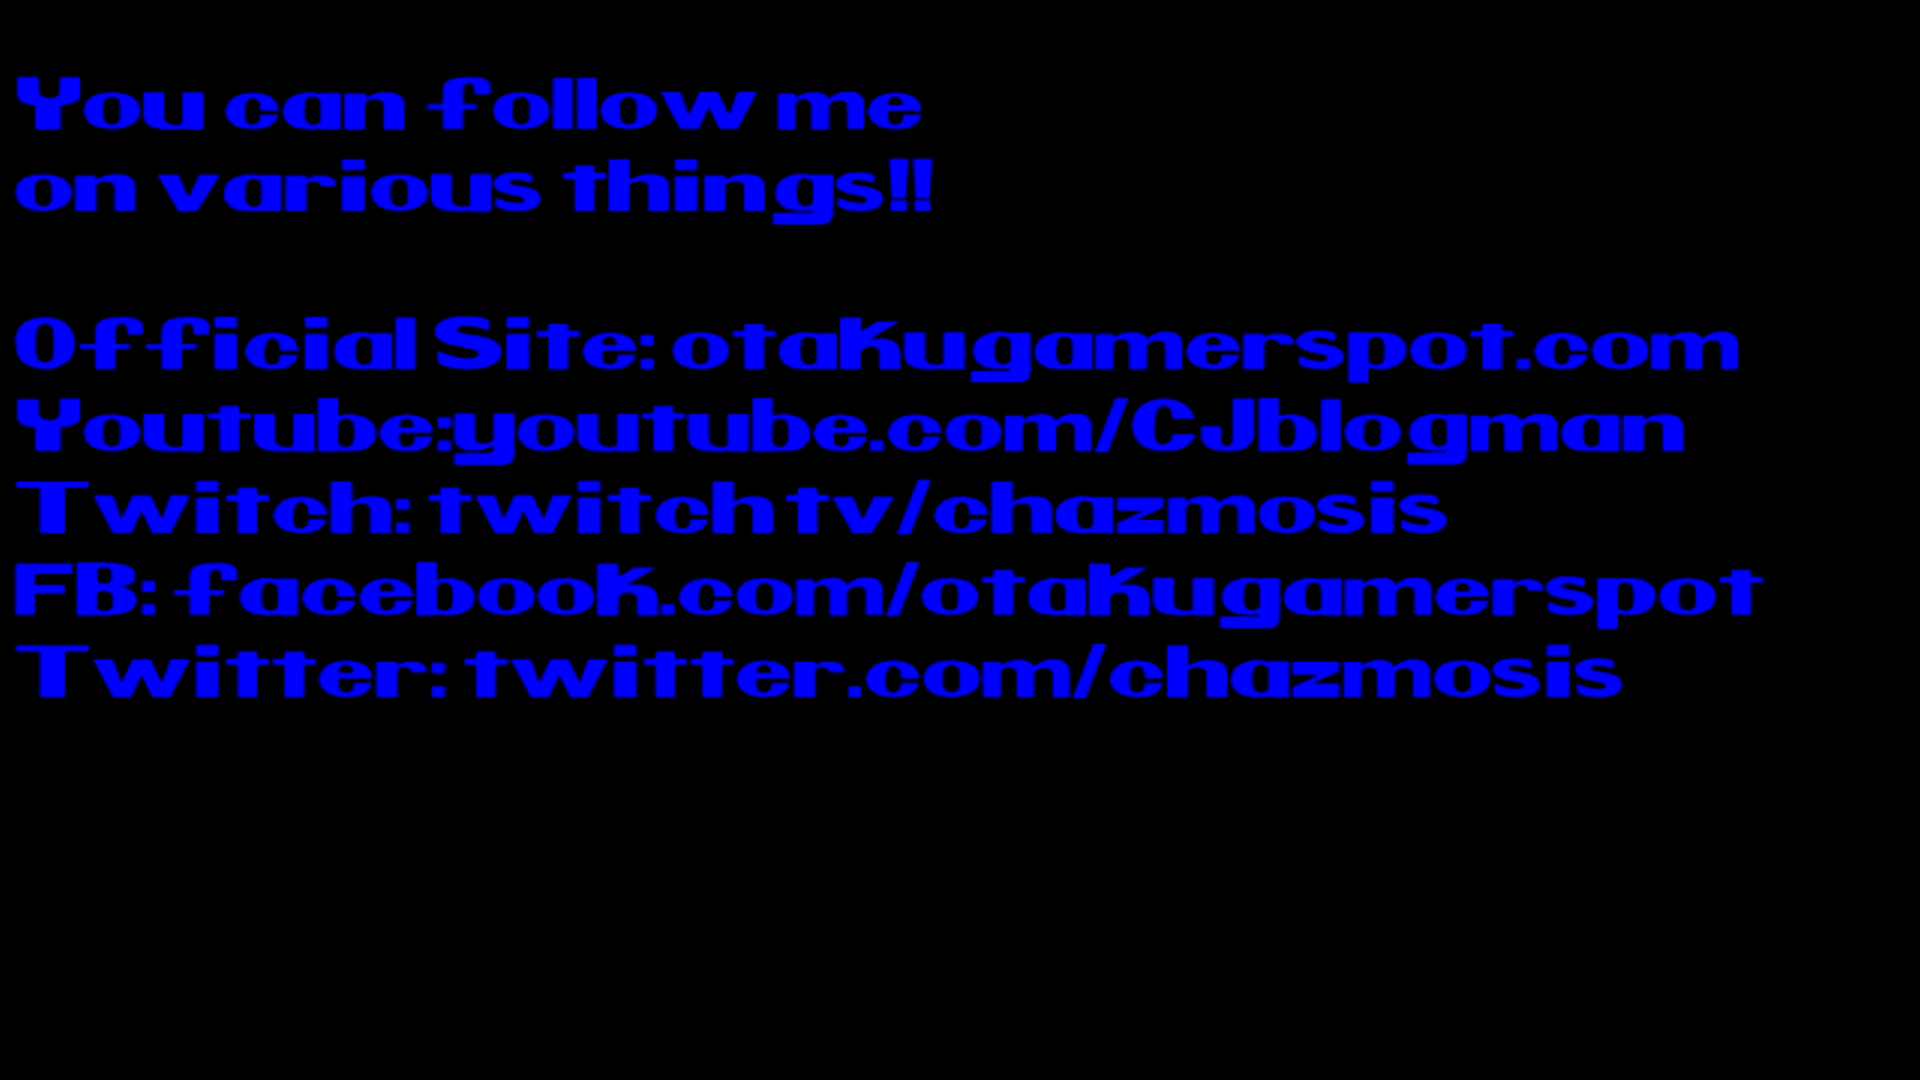 You can follow me
on various things!!
Official Site: otakugamerspot.com
Youtube:youtube.com/CJblogman
Twitch: twitch tv/chazmosis
FB: facebook.com/otakugamerspot
Twitter: twitter.com/chazmosis